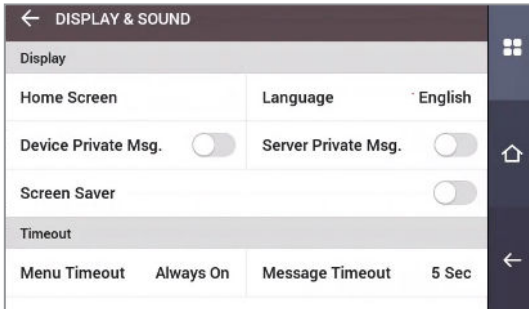 DISPLAY & SOUND
Display
Home Screen
Language English
Device Private Msg.
Server Private Msg.
Screen Saver
Timeout
Menu Timeout Always On
Message Timeout 5 Sec